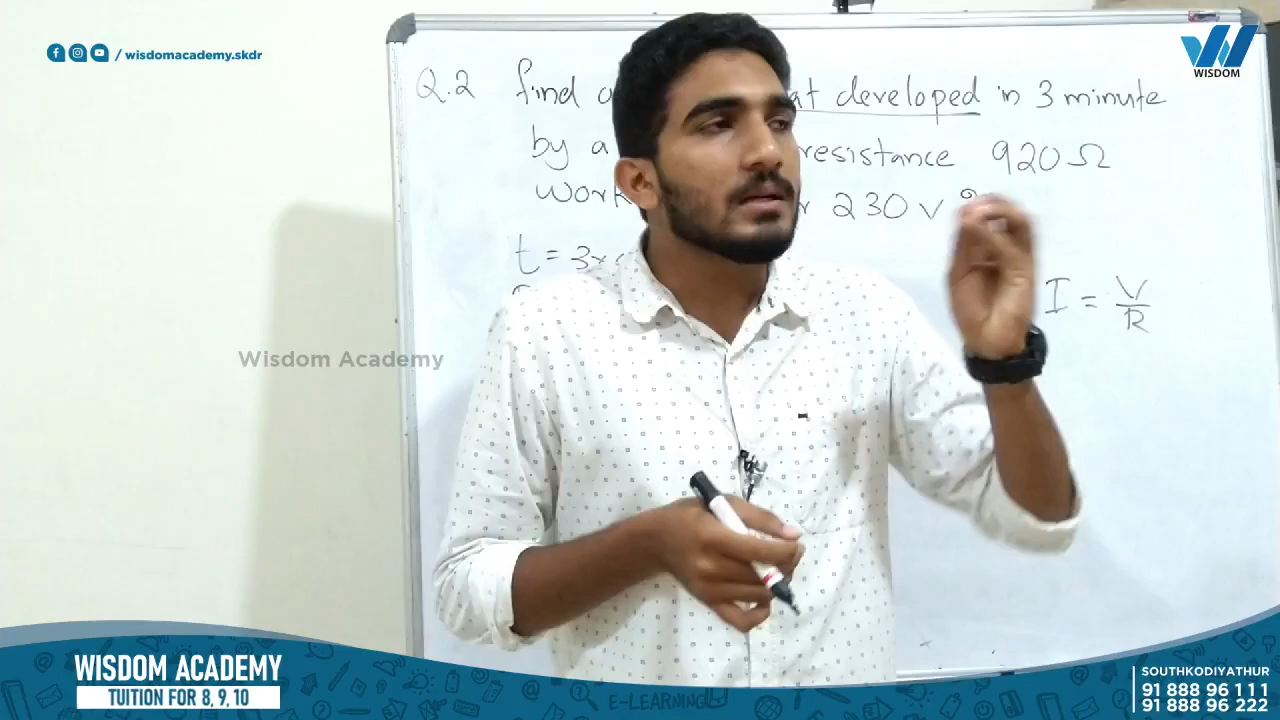 / wisdomacademy.skdr
WISDOM
Q.2 find at developed in 3 minute
by a resistance 920 Ω
work 230 v ?
t = 3×
I = V/R
Wisdom Academy
WISDOM ACADEMY
TUITION FOR 8, 9, 10
E-LEARNING
SOUTHKODIYATHUR
91 888 96 111
91 888 96 222